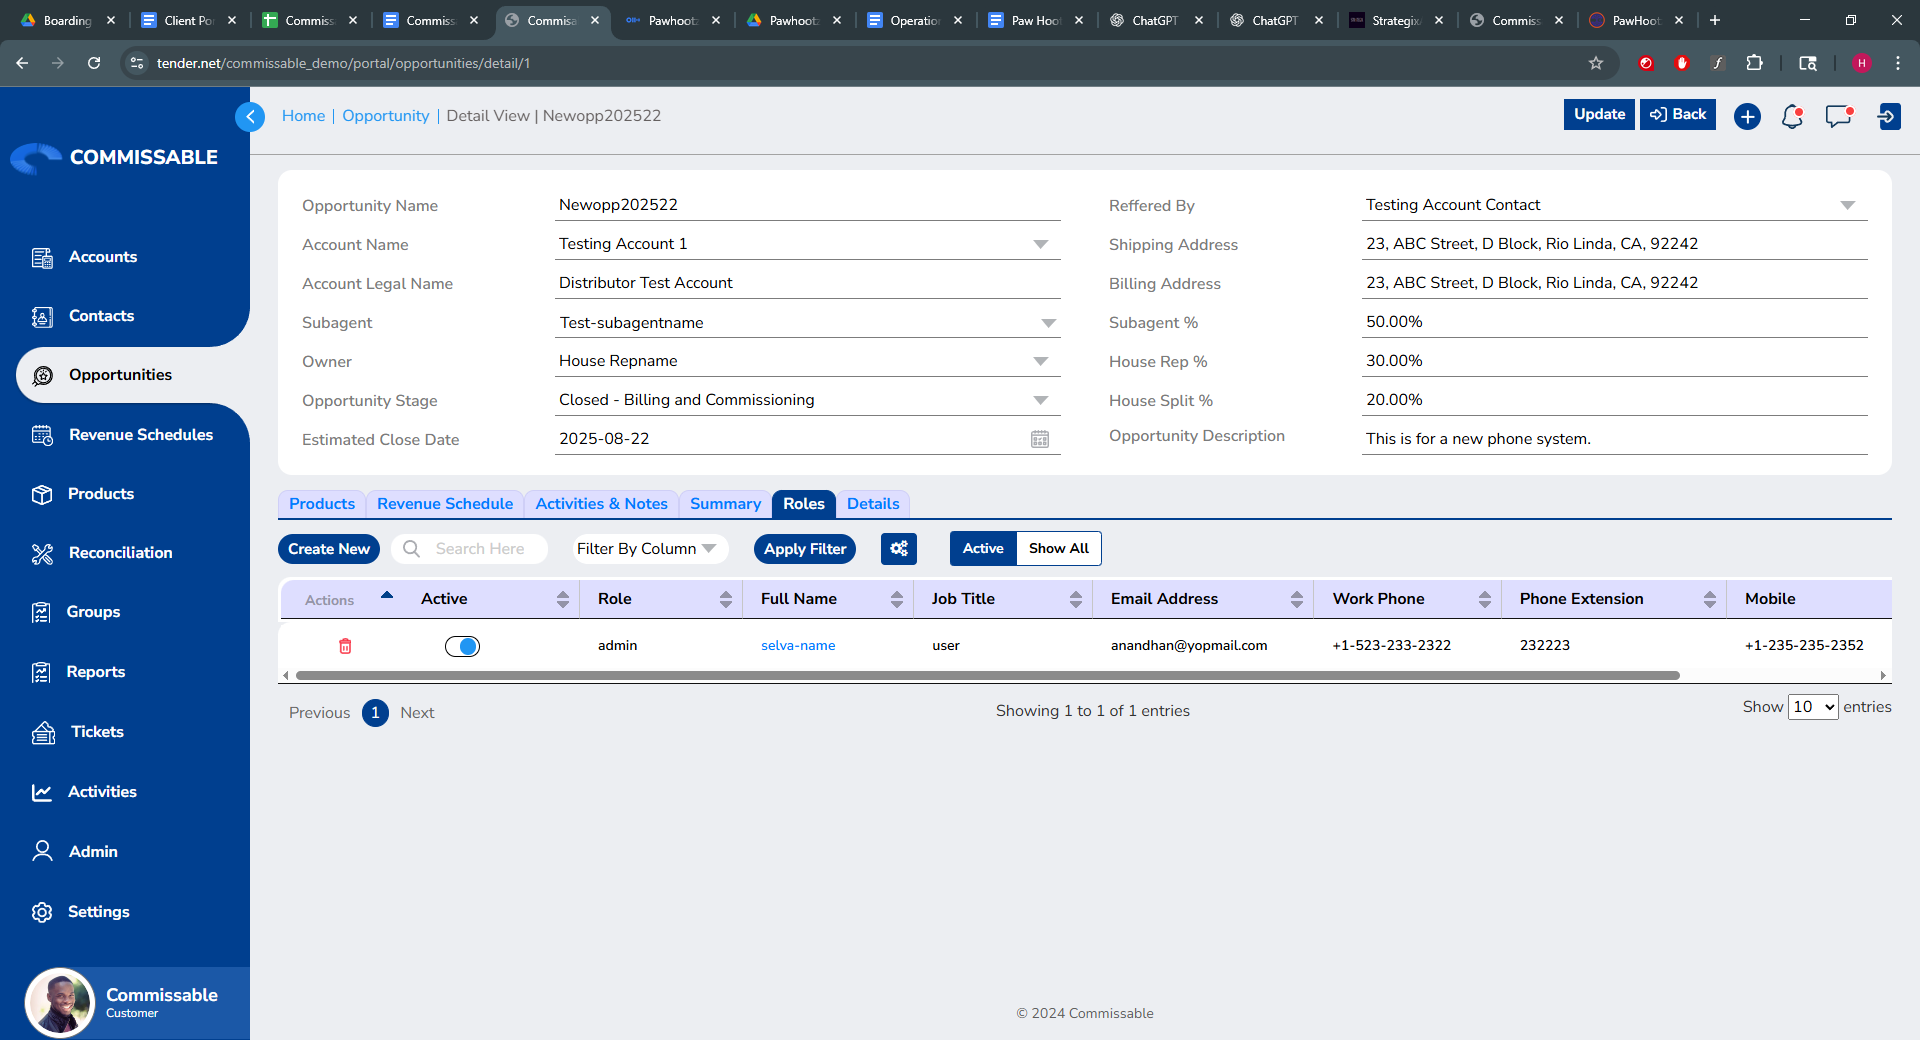 Boarding
Client Po
Commiss
Commiss
Commiss
Pawhoot
Pawhoot
Operation
Paw Hoot
ChatGPT
ChatGPT
Strategix
Commiss
PawHoot
tender.net/commissable_demo/portal/opportunities/detail/1
H
COMMISSABLE
Accounts
Contacts
Opportunities
Revenue Schedules
Products
Reconciliation
Groups
Reports
Tickets
Activities
Admin
Settings
Commissable
Customer
Home | Opportunity | Detail View | Newopp202522
Update
Back
Opportunity Name
Newopp202522
Account Name
Testing Account 1
Account Legal Name
Distributor Test Account
Subagent
Test-subagentname
Owner
House Repname
Opportunity Stage
Closed - Billing and Commissioning
Estimated Close Date
2025-08-22
Reffered By
Testing Account Contact
Shipping Address
23, ABC Street, D Block, Rio Linda, CA, 92242
Billing Address
23, ABC Street, D Block, Rio Linda, CA, 92242
Subagent %
50.00%
House Rep %
30.00%
House Split %
20.00%
Opportunity Description
This is for a new phone system.
Products
Revenue Schedule
Activities & Notes
Summary
Roles
Details
Create New
Search Here
Filter By Column
Apply Filter
Active
Show All
Actions
Active
Role
Full Name
Job Title
Email Address
Work Phone
Phone Extension
Mobile
admin
selva-name
user
anandhan@yopmail.com
+1-523-233-2322
232223
+1-235-235-2352
Previous 1 Next
Showing 1 to 1 of 1 entries
Show 10 entries
© 2024 Commissable